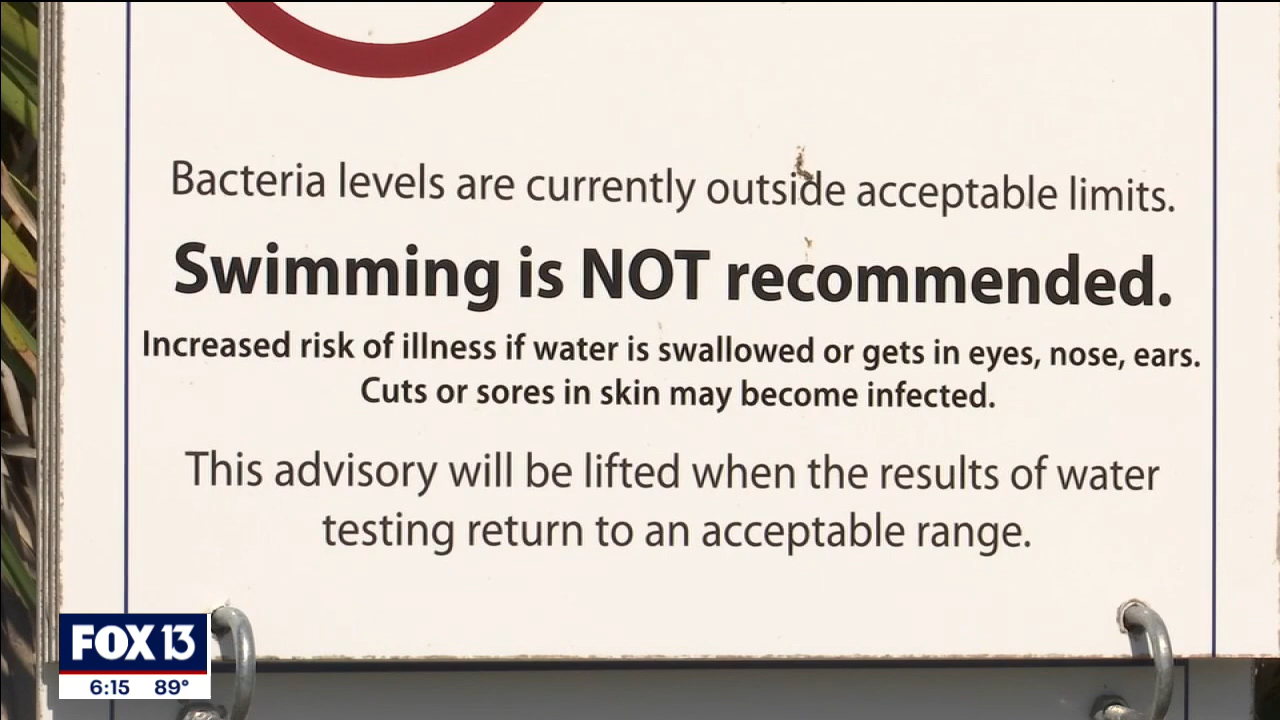 Bacteria levels are currently outside acceptable limits.
Swimming is NOT recommended.
Increased risk of illness if water is swallowed or gets in eyes, nose, ears.
Cuts or sores in skin may become infected.
This advisory will be lifted when the results of water
testing return to an acceptable range.
FOX 13
6:15 89°